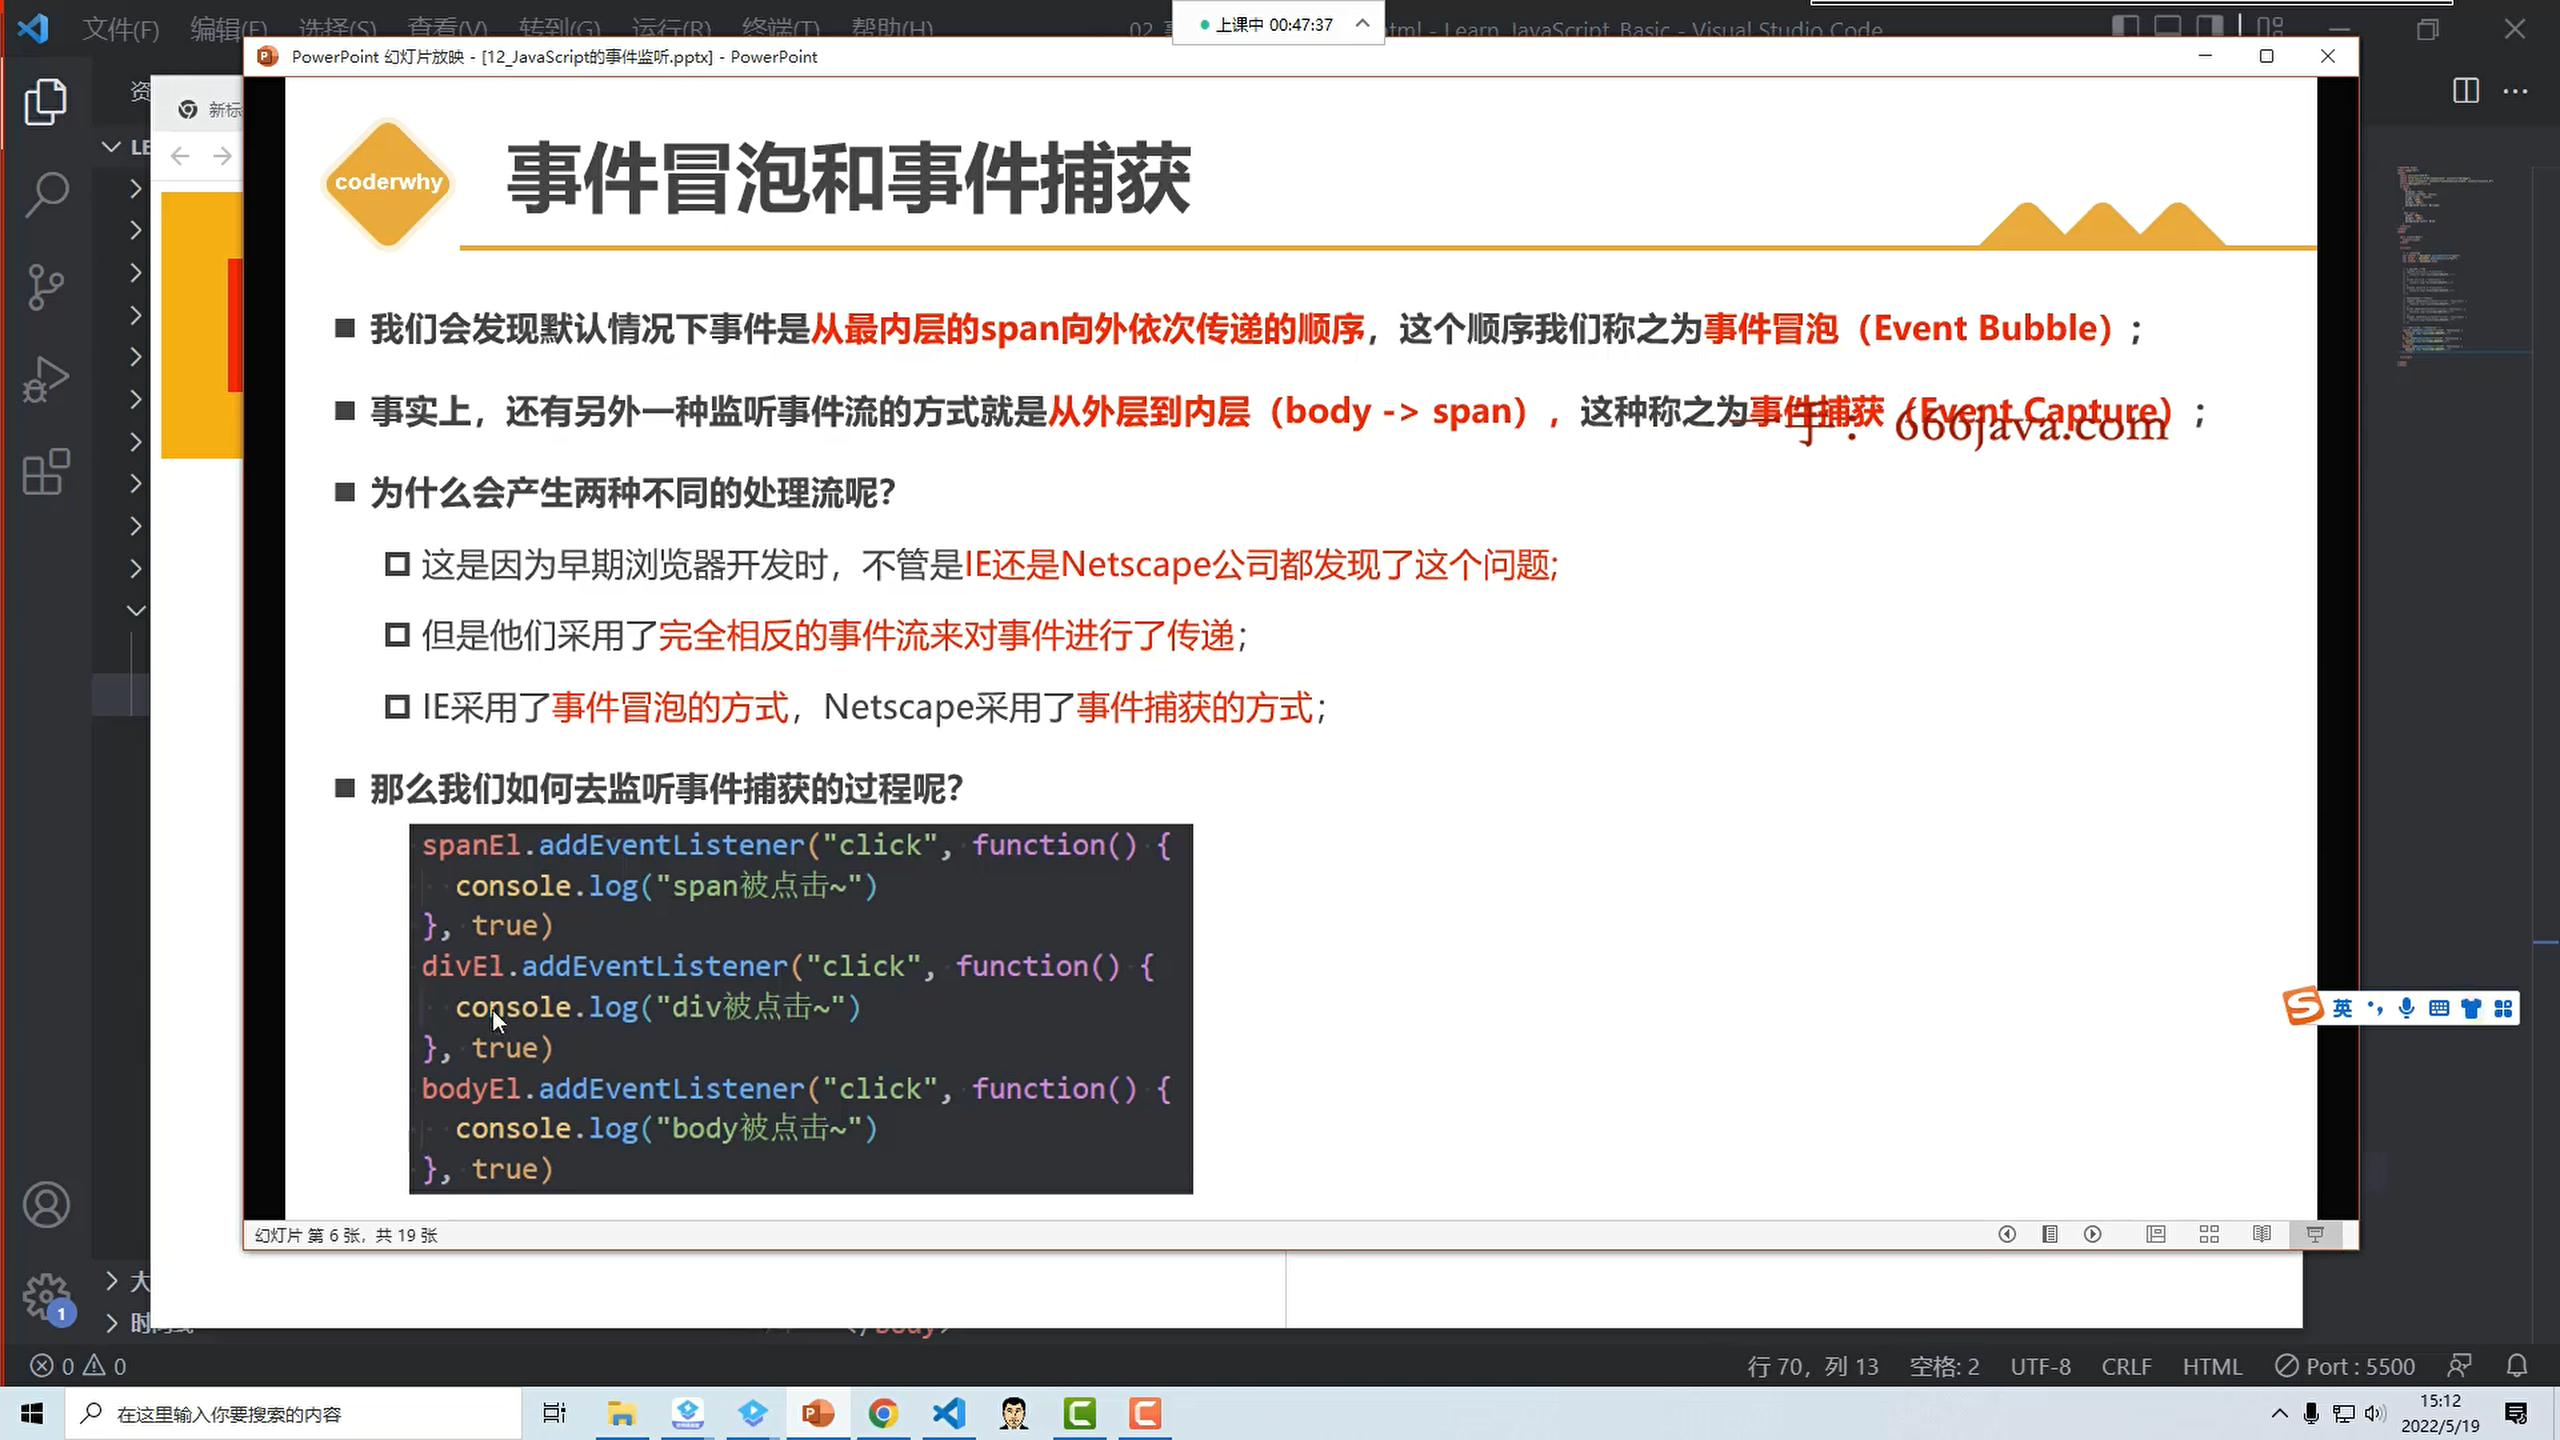 文件(F) 编辑(E) 选择(S) 查看(V) 转到(G) 运行(R) 终端(T) 帮助(H)
上课中 00:47:37
tml - Learn_JavaScript_Basic - Visual Studio Code
PowerPoint 幻灯片放映 - [12_JavaScript的事件监听.pptx] - PowerPoint
资
新标
LE
coderwhy
事件冒泡和事件捕获
我们会发现默认情况下事件是从最内层的span向外依次传递的顺序，这个顺序我们称之为事件冒泡（Event Bubble）；
事实上，还有另外一种监听事件流的方式就是从外层到内层（body -> span），这种称之为事件捕获（Event Capture）；
一手：666java.com
为什么会产生两种不同的处理流呢？
这是因为早期浏览器开发时，不管是IE还是Netscape公司都发现了这个问题;
但是他们采用了完全相反的事件流来对事件进行了传递；
IE采用了事件冒泡的方式，Netscape采用了事件捕获的方式；
那么我们如何去监听事件捕获的过程呢？
spanEl.addEventListener("click", function() {
console.log("span被点击~")
}, true)
divEl.addEventListener("click", function() {
console.log("div被点击~")
}, true)
bodyEl.addEventListener("click", function() {
console.log("body被点击~")
}, true)
英
幻灯片 第 6 张，共 19 张
大
1
</body>
0 0
行 70，列 13 空格: 2 UTF-8 CRLF HTML Port : 5500
在这里输入你要搜索的内容
15:12
2022/5/19